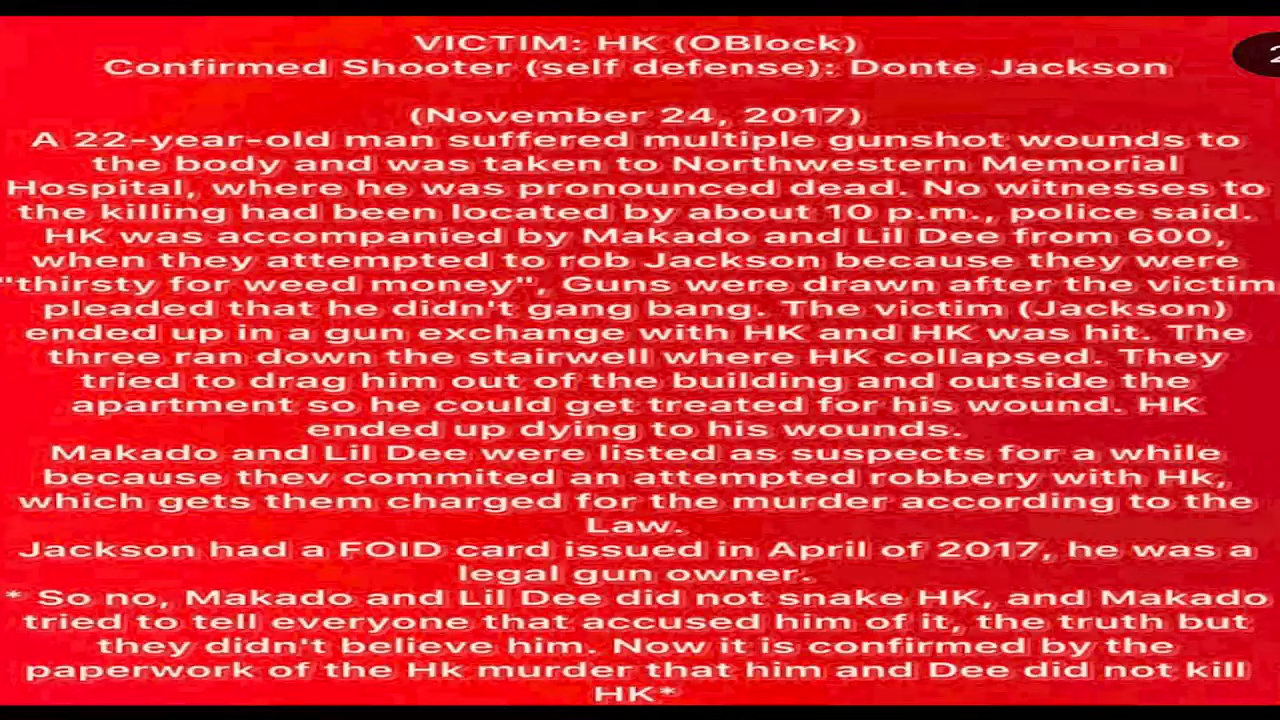 VICTIM: HK (OBlock)
Confirmed Shooter (self defense): Donte Jackson
2
(November 24, 2017)
A 22-year-old man suffered multiple gunshot wounds to
the body and was taken to Northwestern Memorial
Hospital, where he was pronounced dead. No witnesses to
the killing had been located by about 10 p.m., police said.
HK was accompanied by Makado and Lil Dee from 600,
when they attempted to rob Jackson because they were
"thirsty for weed money", Guns were drawn after the victim
pleaded that he didn't gang bang. The victim (Jackson)
ended up in a gun exchange with HK and HK was hit. The
three ran down the stairwell where HK collapsed. They
tried to drag him out of the building and outside the
apartment so he could get treated for his wound. HK
ended up dying to his wounds.
Makado and Lil Dee were listed as suspects for a while
because thev commited an attempted robbery with Hk,
which gets them charged for the murder according to the
Law.
Jackson had a FOID card issued in April of 2017, he was a
legal gun owner.
* So no, Makado and Lil Dee did not snake HK, and Makado
tried to tell everyone that accused him of it, the truth but
they didn't believe him. Now it is confirmed by the
paperwork of the Hk murder that him and Dee did not kill
HK*